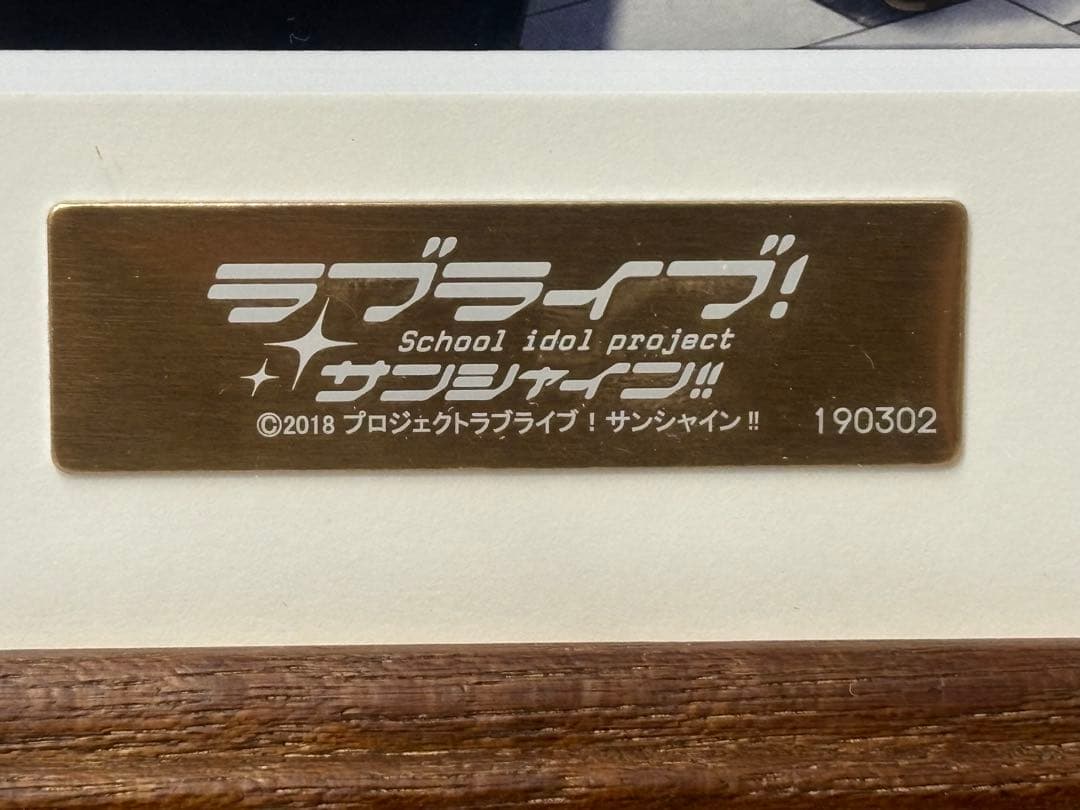 ラブライブ!
School idol project
サンシャイン!!
©2018 プロジェクトラブライブ！サンシャイン!! 190302